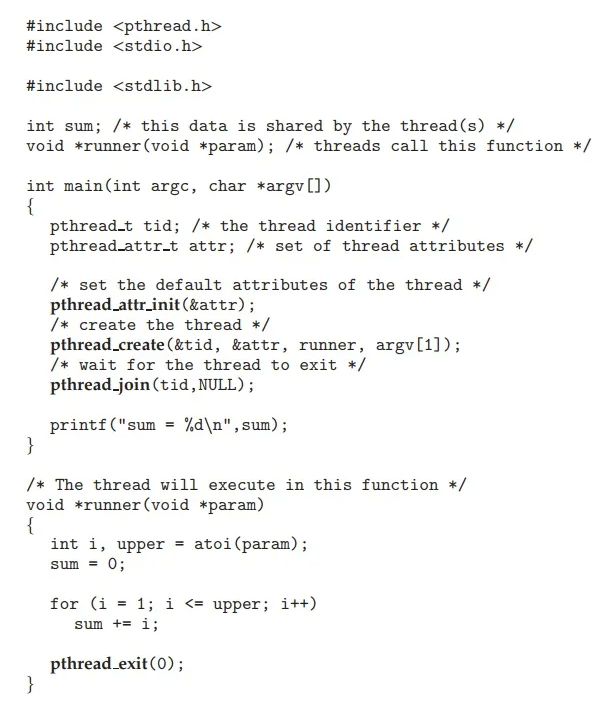 #include <pthread.h>
#include <stdio.h>
#include <stdlib.h>
int sum; /* this data is shared by the thread(s) */
void *runner(void *param); /* threads call this function */
int main(int argc, char *argv[])
{
pthread_t tid; /* the thread identifier */
pthread_attr_t attr; /* set of thread attributes */
/* set the default attributes of the thread */
pthread_attr_init(&attr);
/* create the thread */
pthread_create(&tid, &attr, runner, argv[1]);
/* wait for the thread to exit */
pthread_join(tid,NULL);
printf("sum = %d\n",sum);
}
/* The thread will execute in this function */
void *runner(void *param)
{
int i, upper = atoi(param);
sum = 0;
for (i = 1; i <= upper; i++)
sum += i;
pthread_exit(0);
}